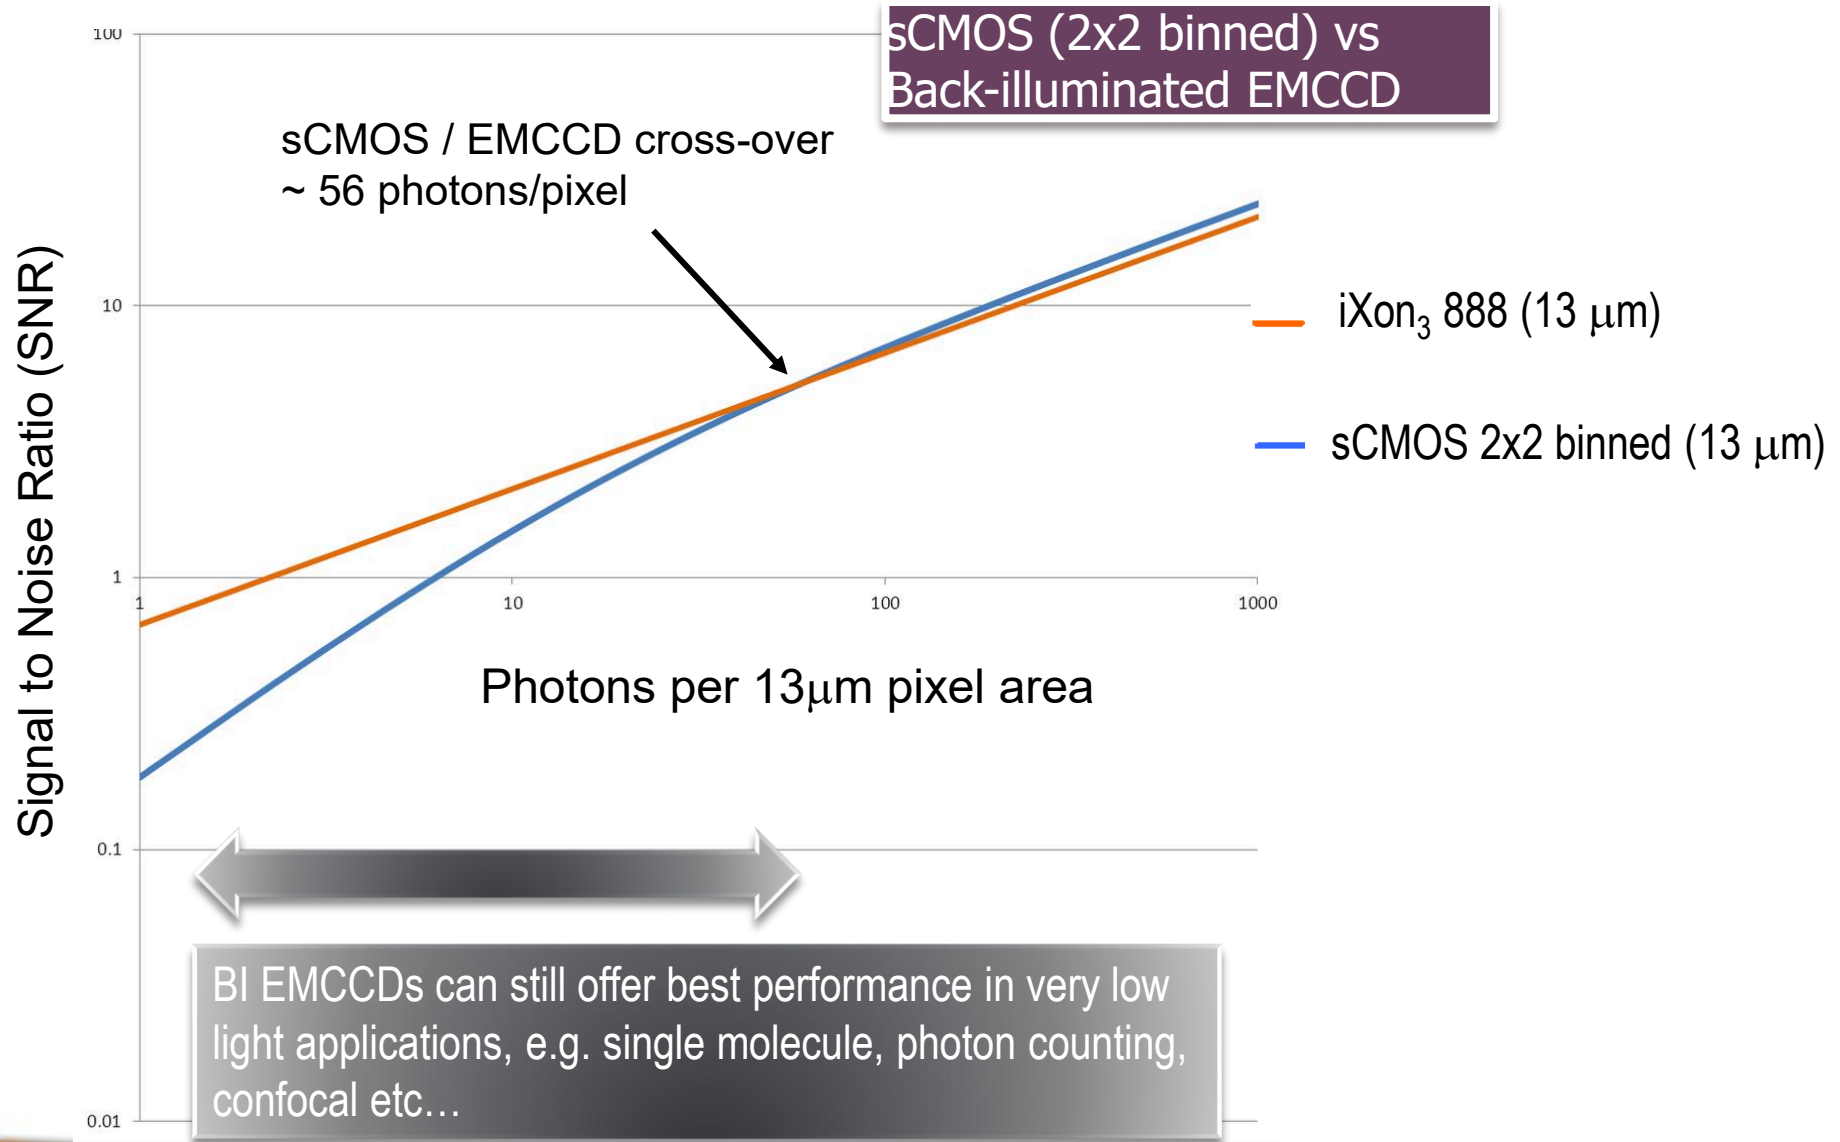 sCMOS (2x2 binned) vs
Back-illuminated EMCCD
100
sCMOS / EMCCD cross-over
~ 56 photons/pixel
Signal to Noise Ratio (SNR)
10
iXon₃ 888 (13 μm)
sCMOS 2x2 binned (13 μm)
1
1
10
100
1000
Photons per 13μm pixel area
0.1
BI EMCCDs can still offer best performance in very low
light applications, e.g. single molecule, photon counting,
confocal etc…
0.01